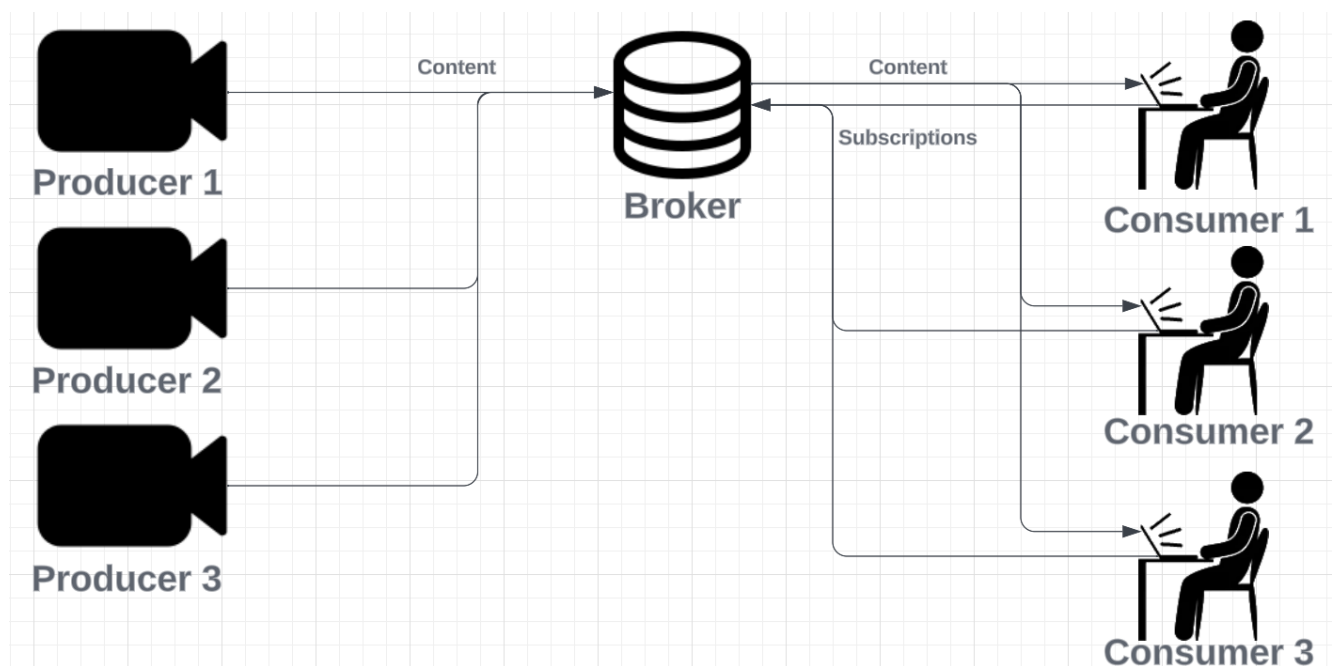 Content
Content
Subscriptions
Producer 1
Broker
Consumer 1
Producer 2
Consumer 2
Producer 3
Consumer 3